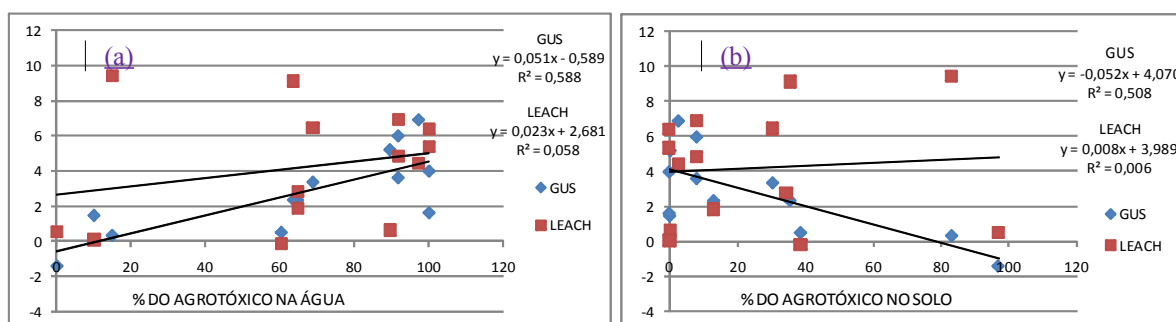 (a)
GUS
y = 0,051x - 0,589
R² = 0,588
LEACH
y = 0,023x + 2,681
R² = 0,058
12
10
8
6
4
2
0
-2
-4
0
20
40
60
80
100
120
GUS
LEACH
% DO AGROTÓXICO NA ÁGUA
(b)
GUS
y = -0,052x + 4,070
R² = 0,508
LEACH
y = 0,008x + 3,989
R² = 0,006
12
10
8
6
4
2
0
-2
-4
0
20
40
60
80
100
120
GUS
LEACH
% DO AGROTÓXICO NO SOLO